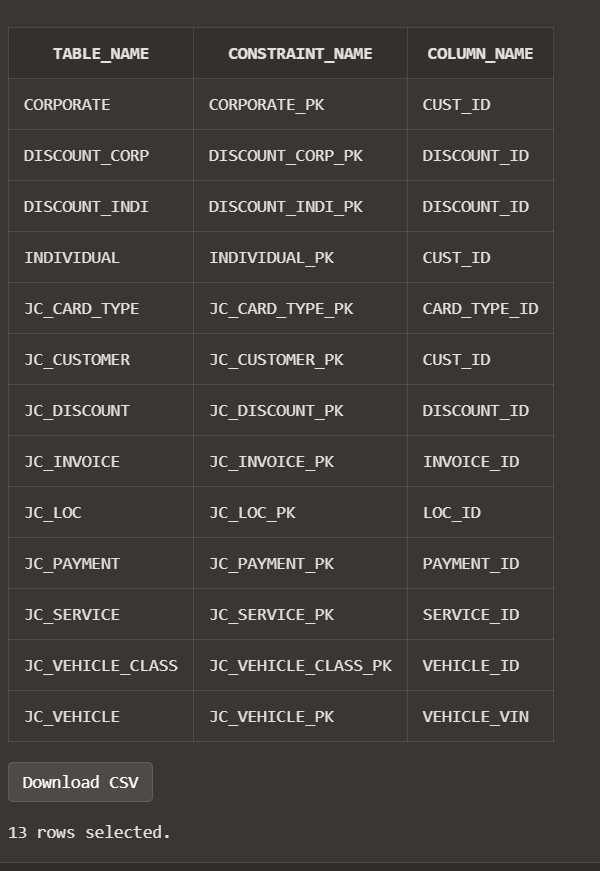 TABLE_NAME CONSTRAINT_NAME COLUMN_NAME
CORPORATE CORPORATE_PK CUST_ID
DISCOUNT_CORP DISCOUNT_CORP_PK DISCOUNT_ID
DISCOUNT_INDI DISCOUNT_INDI_PK DISCOUNT_ID
INDIVIDUAL INDIVIDUAL_PK CUST_ID
JC_CARD_TYPE JC_CARD_TYPE_PK CARD_TYPE_ID
JC_CUSTOMER JC_CUSTOMER_PK CUST_ID
JC_DISCOUNT JC_DISCOUNT_PK DISCOUNT_ID
JC_INVOICE JC_INVOICE_PK INVOICE_ID
JC_LOC JC_LOC_PK LOC_ID
JC_PAYMENT JC_PAYMENT_PK PAYMENT_ID
JC_SERVICE JC_SERVICE_PK SERVICE_ID
JC_VEHICLE_CLASS JC_VEHICLE_CLASS_PK VEHICLE_ID
JC_VEHICLE JC_VEHICLE_PK VEHICLE_VIN
Download CSV
13 rows selected.